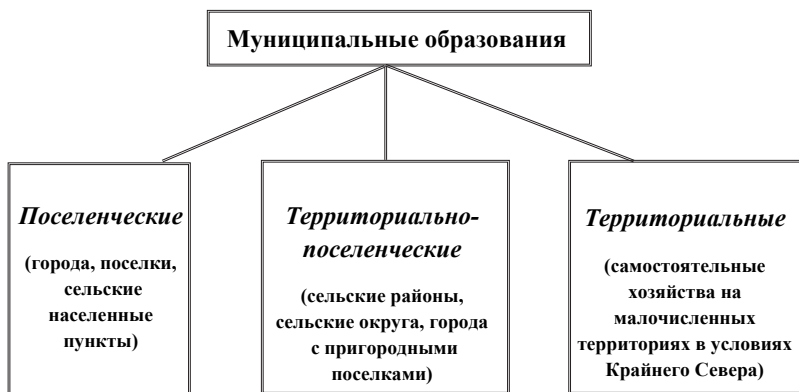 Муниципальные образования
Поселенческие
(города, поселки,
сельские
населенные
пункты)
Территориально-
поселенческие
(сельские районы,
сельские округа, города
с пригородными
поселками)
Территориальные
(самостоятельные
хозяйства на
малочисленных
территориях в условиях
Крайнего Севера)